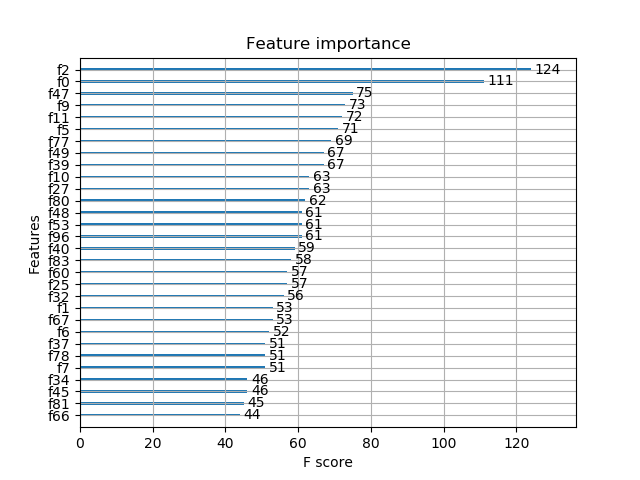 Feature importance
f2 124
f0 111
f47 75
f9 73
f11 72
f5 71
f77 69
f49 67
f39 67
f10 63
f27 63
f80 62
f48 61
f53 61
f96 61
f40 59
f83 58
f60 57
f25 57
f32 56
f1 53
f67 53
f6 52
f37 51
f78 51
f7 51
f34 46
f45 46
f81 45
f66 44
Features
0 20 40 60 80 100 120
F score